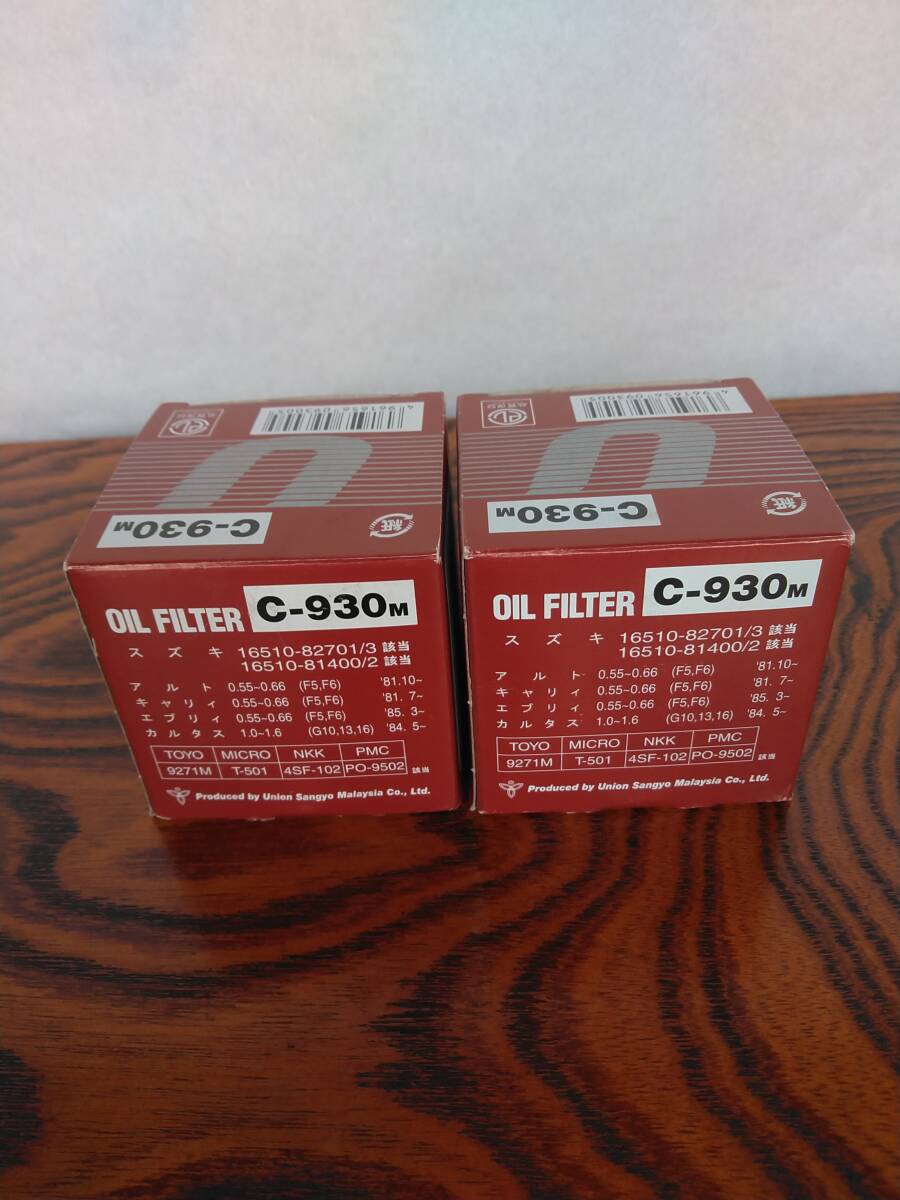 4961656093005
C-930M
紙
OIL FILTER C-930M
スズキ 16510-82701/3 該当
16510-81400/2 該当
アルト 0.55~0.66 (F5,F6) '81.10~
キャリィ 0.55~0.66 (F5,F6) '81. 7~
エブリィ 0.55~0.66 (F5,F6) '85. 3~
カルタス 1.0~1.6 (G10,13,16) '84. 5~
TOYO MICRO NKK PMC
9271M T-501 4SF-102 PO-9502 該当
Produced by Union Sangyo Malaysia Co., Ltd.
4961656093005
C-930M
紙
OIL FILTER C-930M
スズキ 16510-82701/3 該当
16510-81400/2 該当
アルト 0.55~0.66 (F5,F6) '81.10~
キャリィ 0.55~0.66 (F5,F6) '81. 7~
エブリィ 0.55~0.66 (F5,F6) '85. 3~
カルタス 1.0~1.6 (G10,13,16) '84. 5~
TOYO MICRO NKK PMC
9271M T-501 4SF-102 PO-9502 該当
Produced by Union Sangyo Malaysia Co., Ltd.